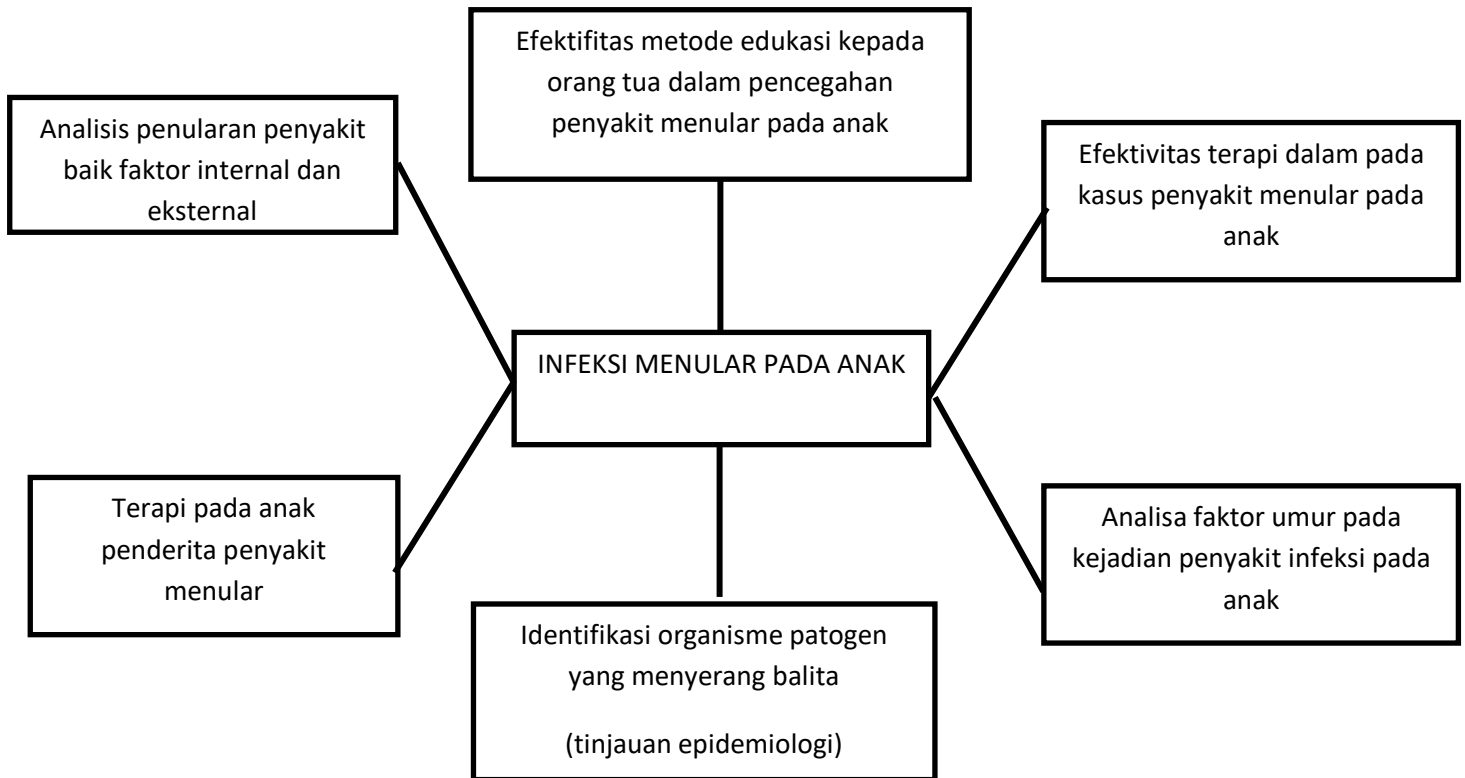 Efektifitas metode edukasi kepada
orang tua dalam pencegahan
penyakit menular pada anak
Analisis penularan penyakit
baik faktor internal dan
eksternal
Efektivitas terapi dalam pada
kasus penyakit menular pada
anak
INFEKSI MENULAR PADA ANAK
Terapi pada anak
penderita penyakit
menular
Analisa faktor umur pada
kejadian penyakit infeksi pada
anak
Identifikasi organisme patogen
yang menyerang balita
(tinjauan epidemiologi)